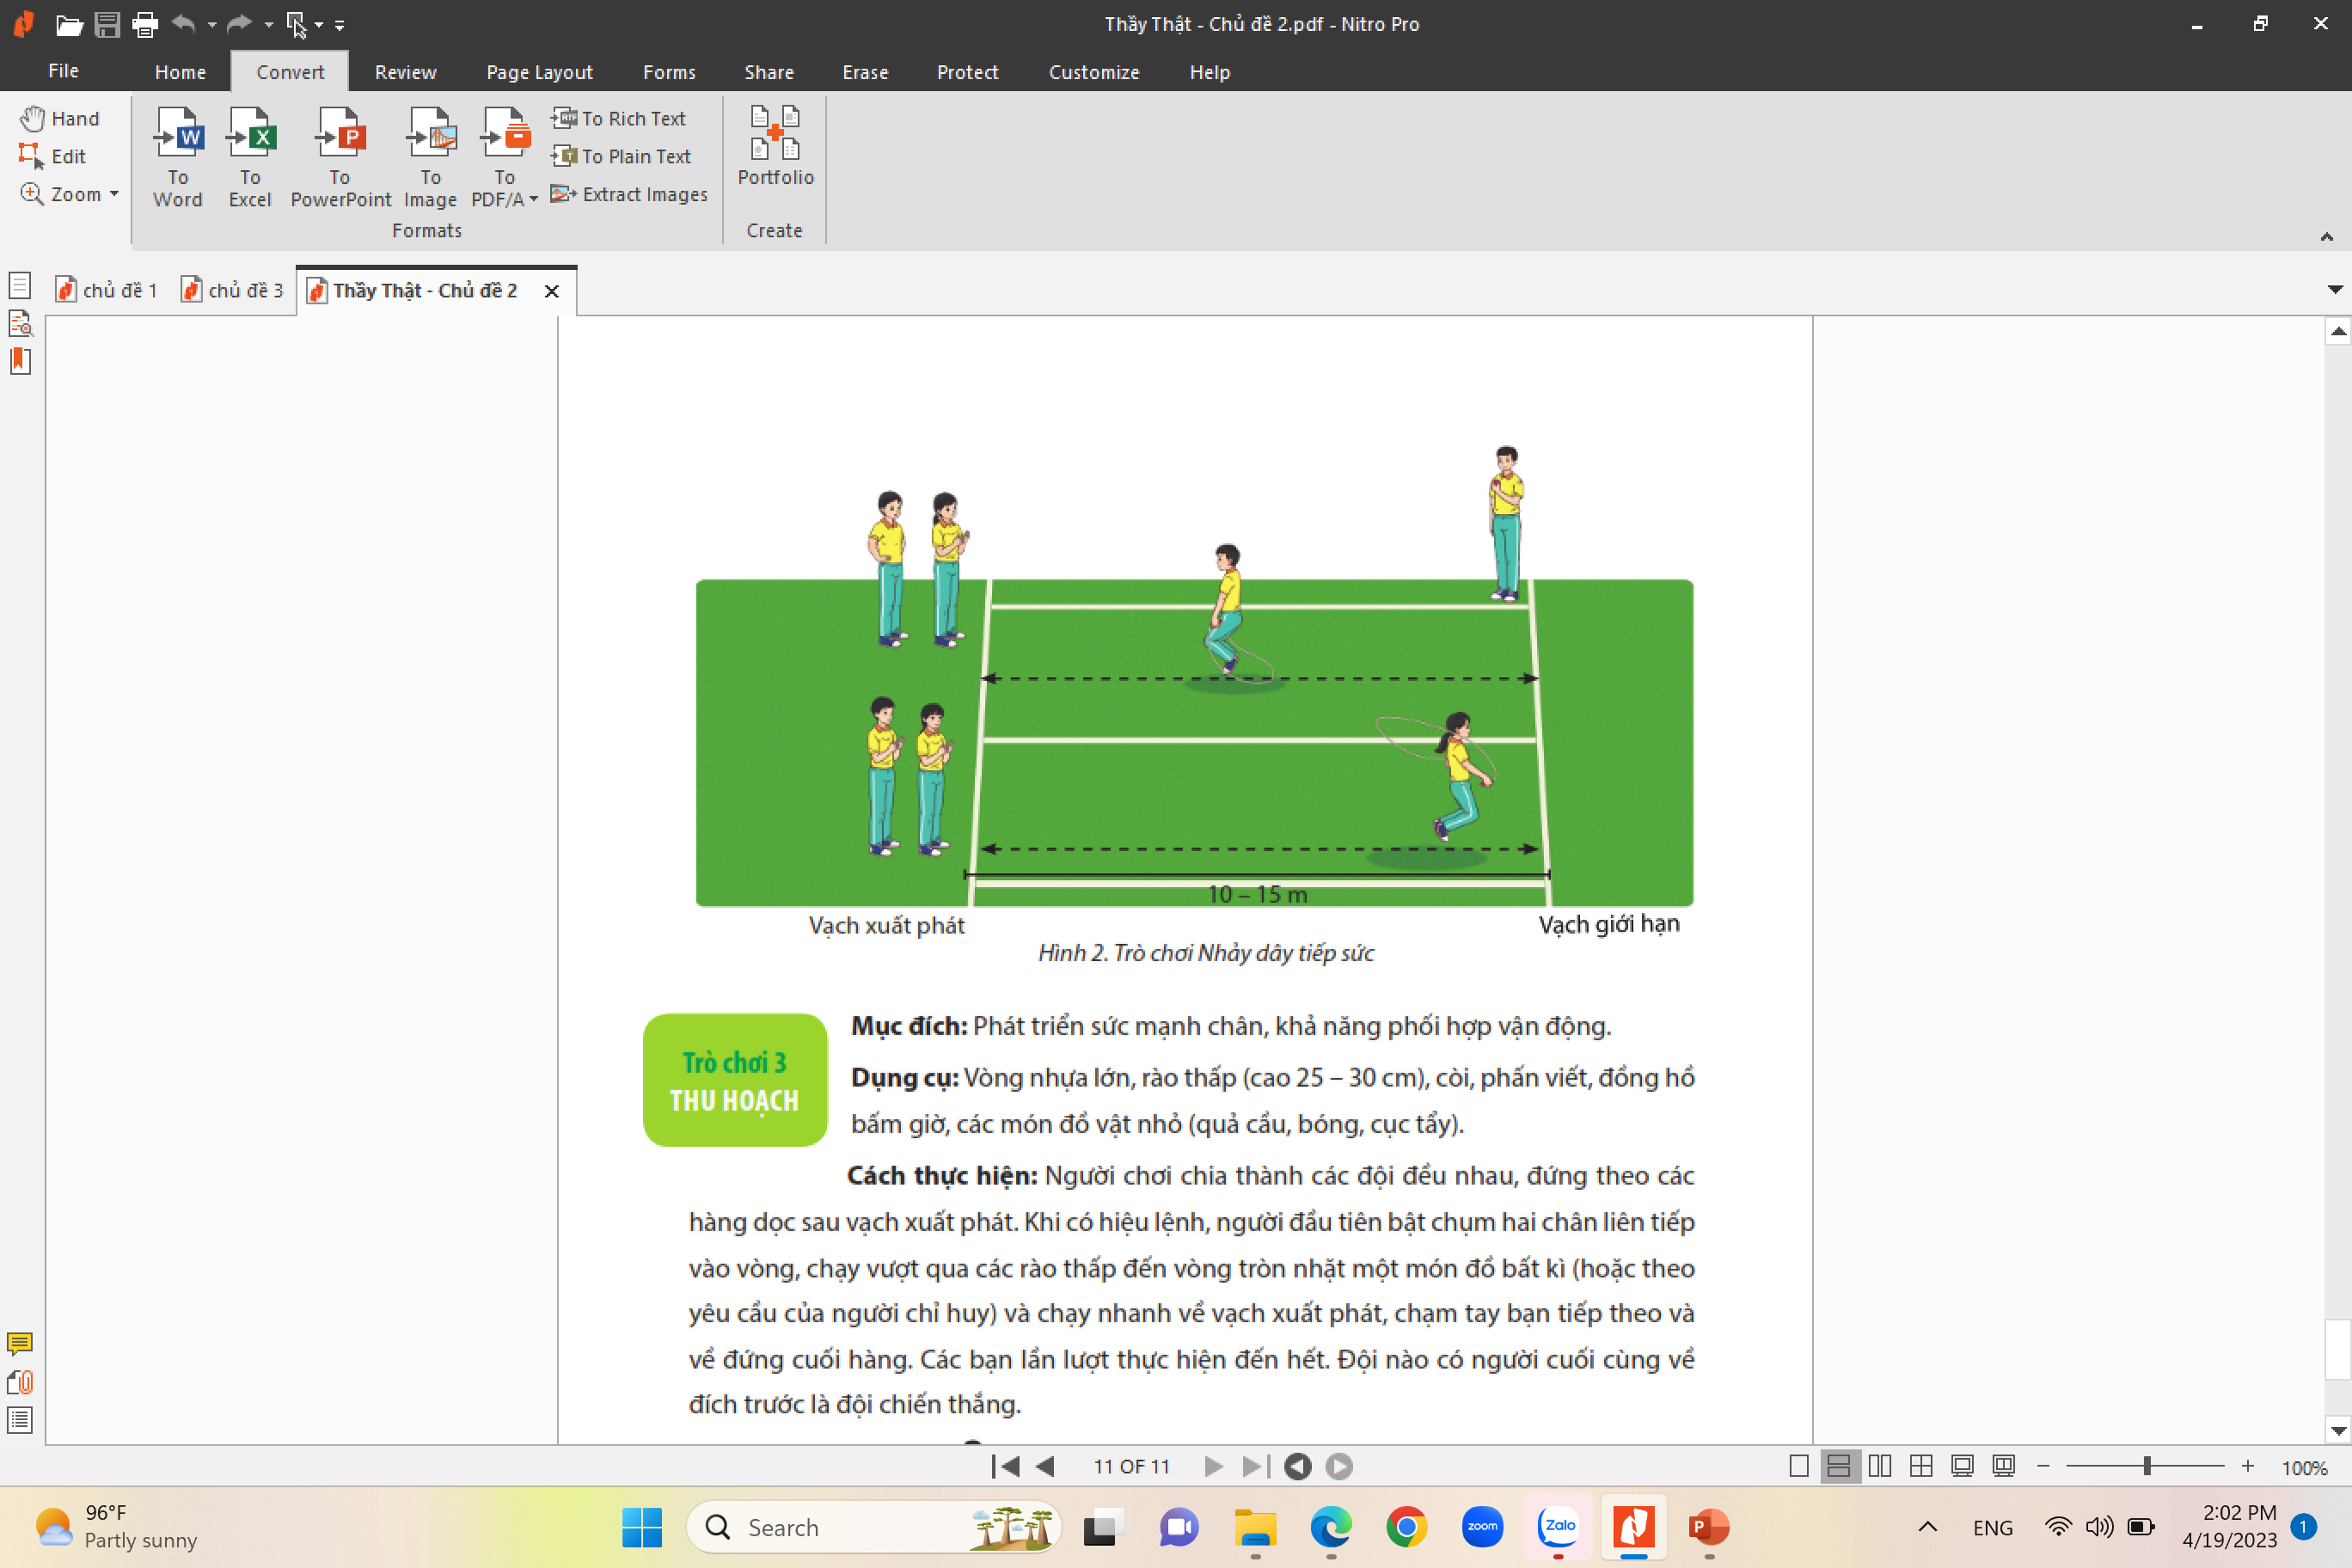 Thầy Thật - Chủ đề 2.pdf - Nitro Pro
File Home Convert Review Page Layout Forms Share Erase Protect Customize Help
Hand
Edit
Zoom
To Word
To Excel
To PowerPoint
To Image
To PDF/A
To Rich Text
To Plain Text
Extract Images
Formats
Portfolio
Create
chủ đề 1
chủ đề 3
Thầy Thật - Chủ đề 2
10 – 15 m
Vạch xuất phát
Vạch giới hạn
Hình 2. Trò chơi Nhảy dây tiếp sức
Trò chơi 3
THU HOẠCH
Mục đích: Phát triển sức mạnh chân, khả năng phối hợp vận động.
Dụng cụ: Vòng nhựa lớn, rào thấp (cao 25 – 30 cm), còi, phấn viết, đồng hồ
bấm giờ, các món đồ vật nhỏ (quả cầu, bóng, cục tẩy).
Cách thực hiện: Người chơi chia thành các đội đều nhau, đứng theo các
hàng dọc sau vạch xuất phát. Khi có hiệu lệnh, người đầu tiên bật chụm hai chân liên tiếp
vào vòng, chạy vượt qua các rào thấp đến vòng tròn nhặt một món đồ bất kì (hoặc theo
yêu cầu của người chỉ huy) và chạy nhanh về vạch xuất phát, chạm tay bạn tiếp theo và
về đứng cuối hàng. Các bạn lần lượt thực hiện đến hết. Đội nào có người cuối cùng về
đích trước là đội chiến thắng.
11 OF 11
100%
96°F
Partly sunny
Search
zoom
Zalo
ENG
2:02 PM
4/19/2023
1